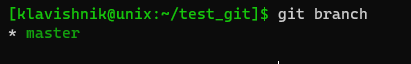 [klavishnik@unix:~/test_git]$ git branch
* master